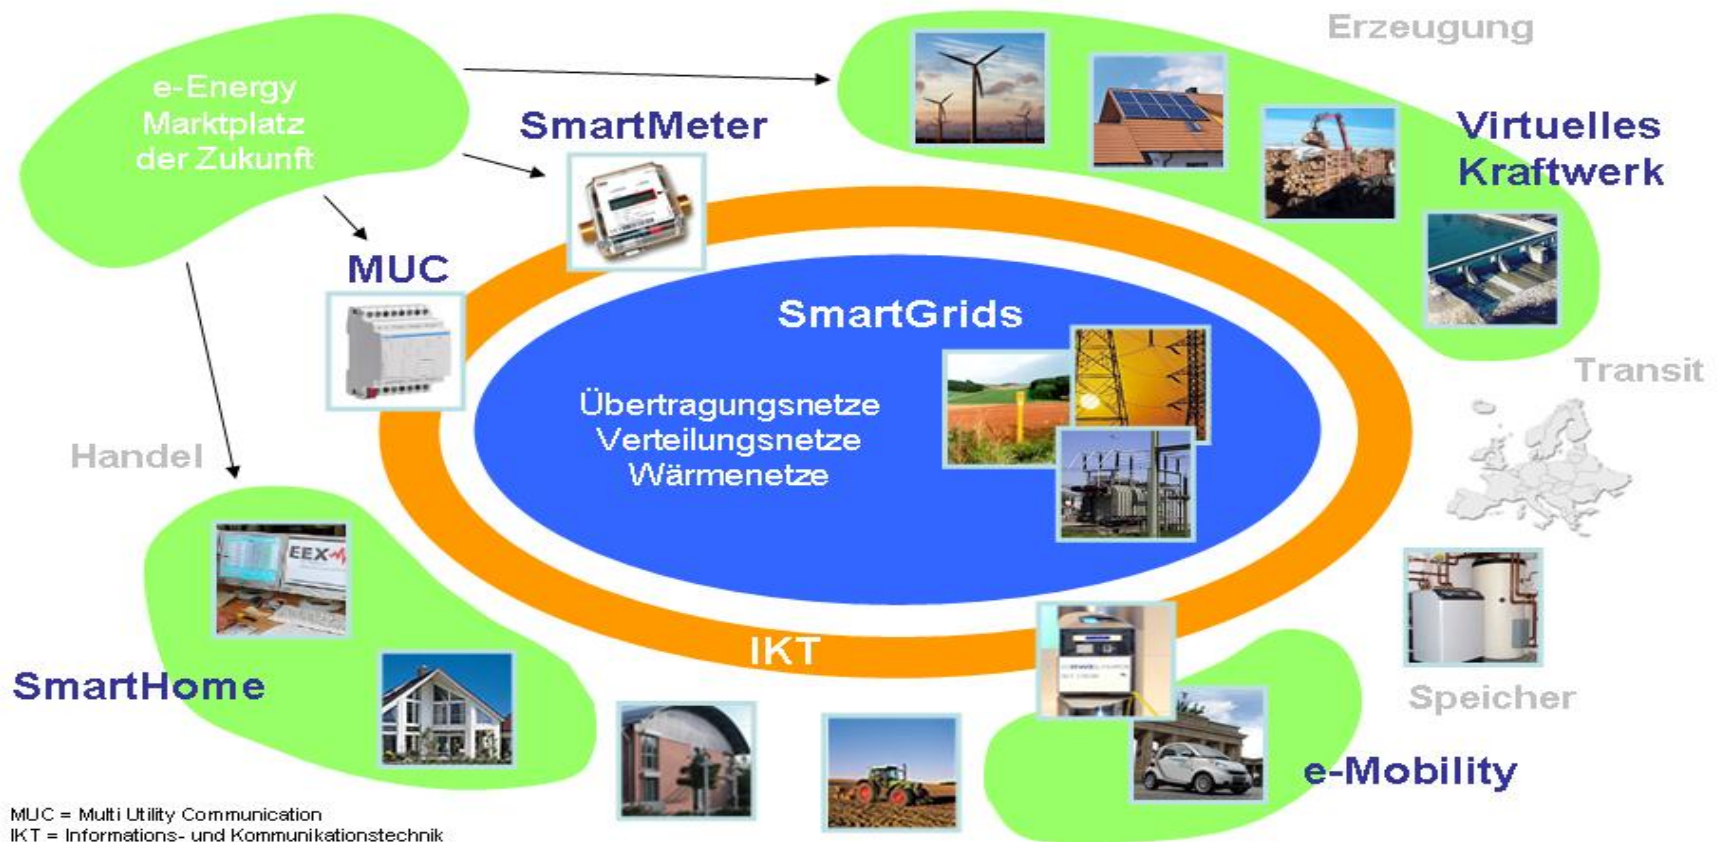 Erzeugung
e-Energy
Marktplatz
der Zukunft
SmartMeter
Virtuelles
Kraftwerk
MUC
SmartGrids
Übertragungsnetze
Verteilungsnetze
Wärmenetze
Transit
Handel
EEX
IKT
SmartHome
Speicher
e-Mobility
MUC = Multi Utility Communication
IKT = Informations- und Kommunikationstechnik